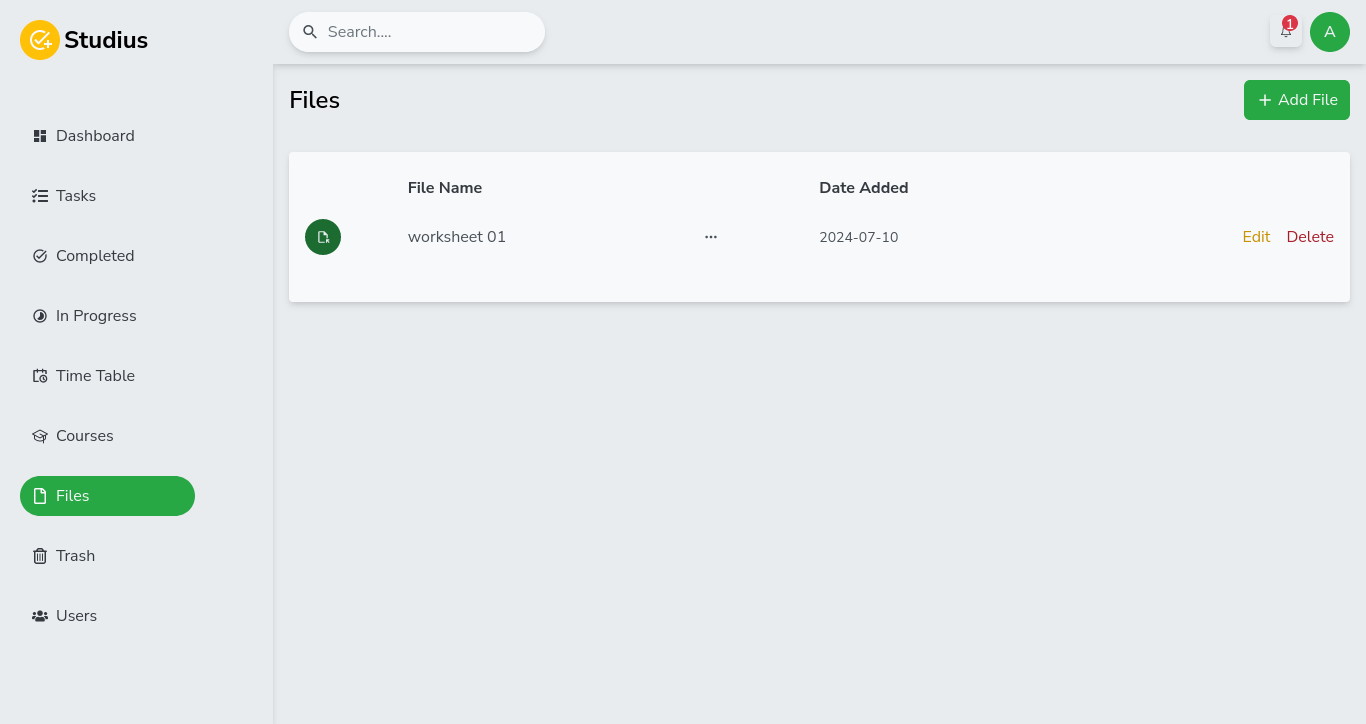 Studius
Search....
1
A
Dashboard
Tasks
Completed
In Progress
Time Table
Courses
Files
Trash
Users
Files
Add File
File Name Date Added
worksheet 01 ... 2024-07-10 Edit Delete